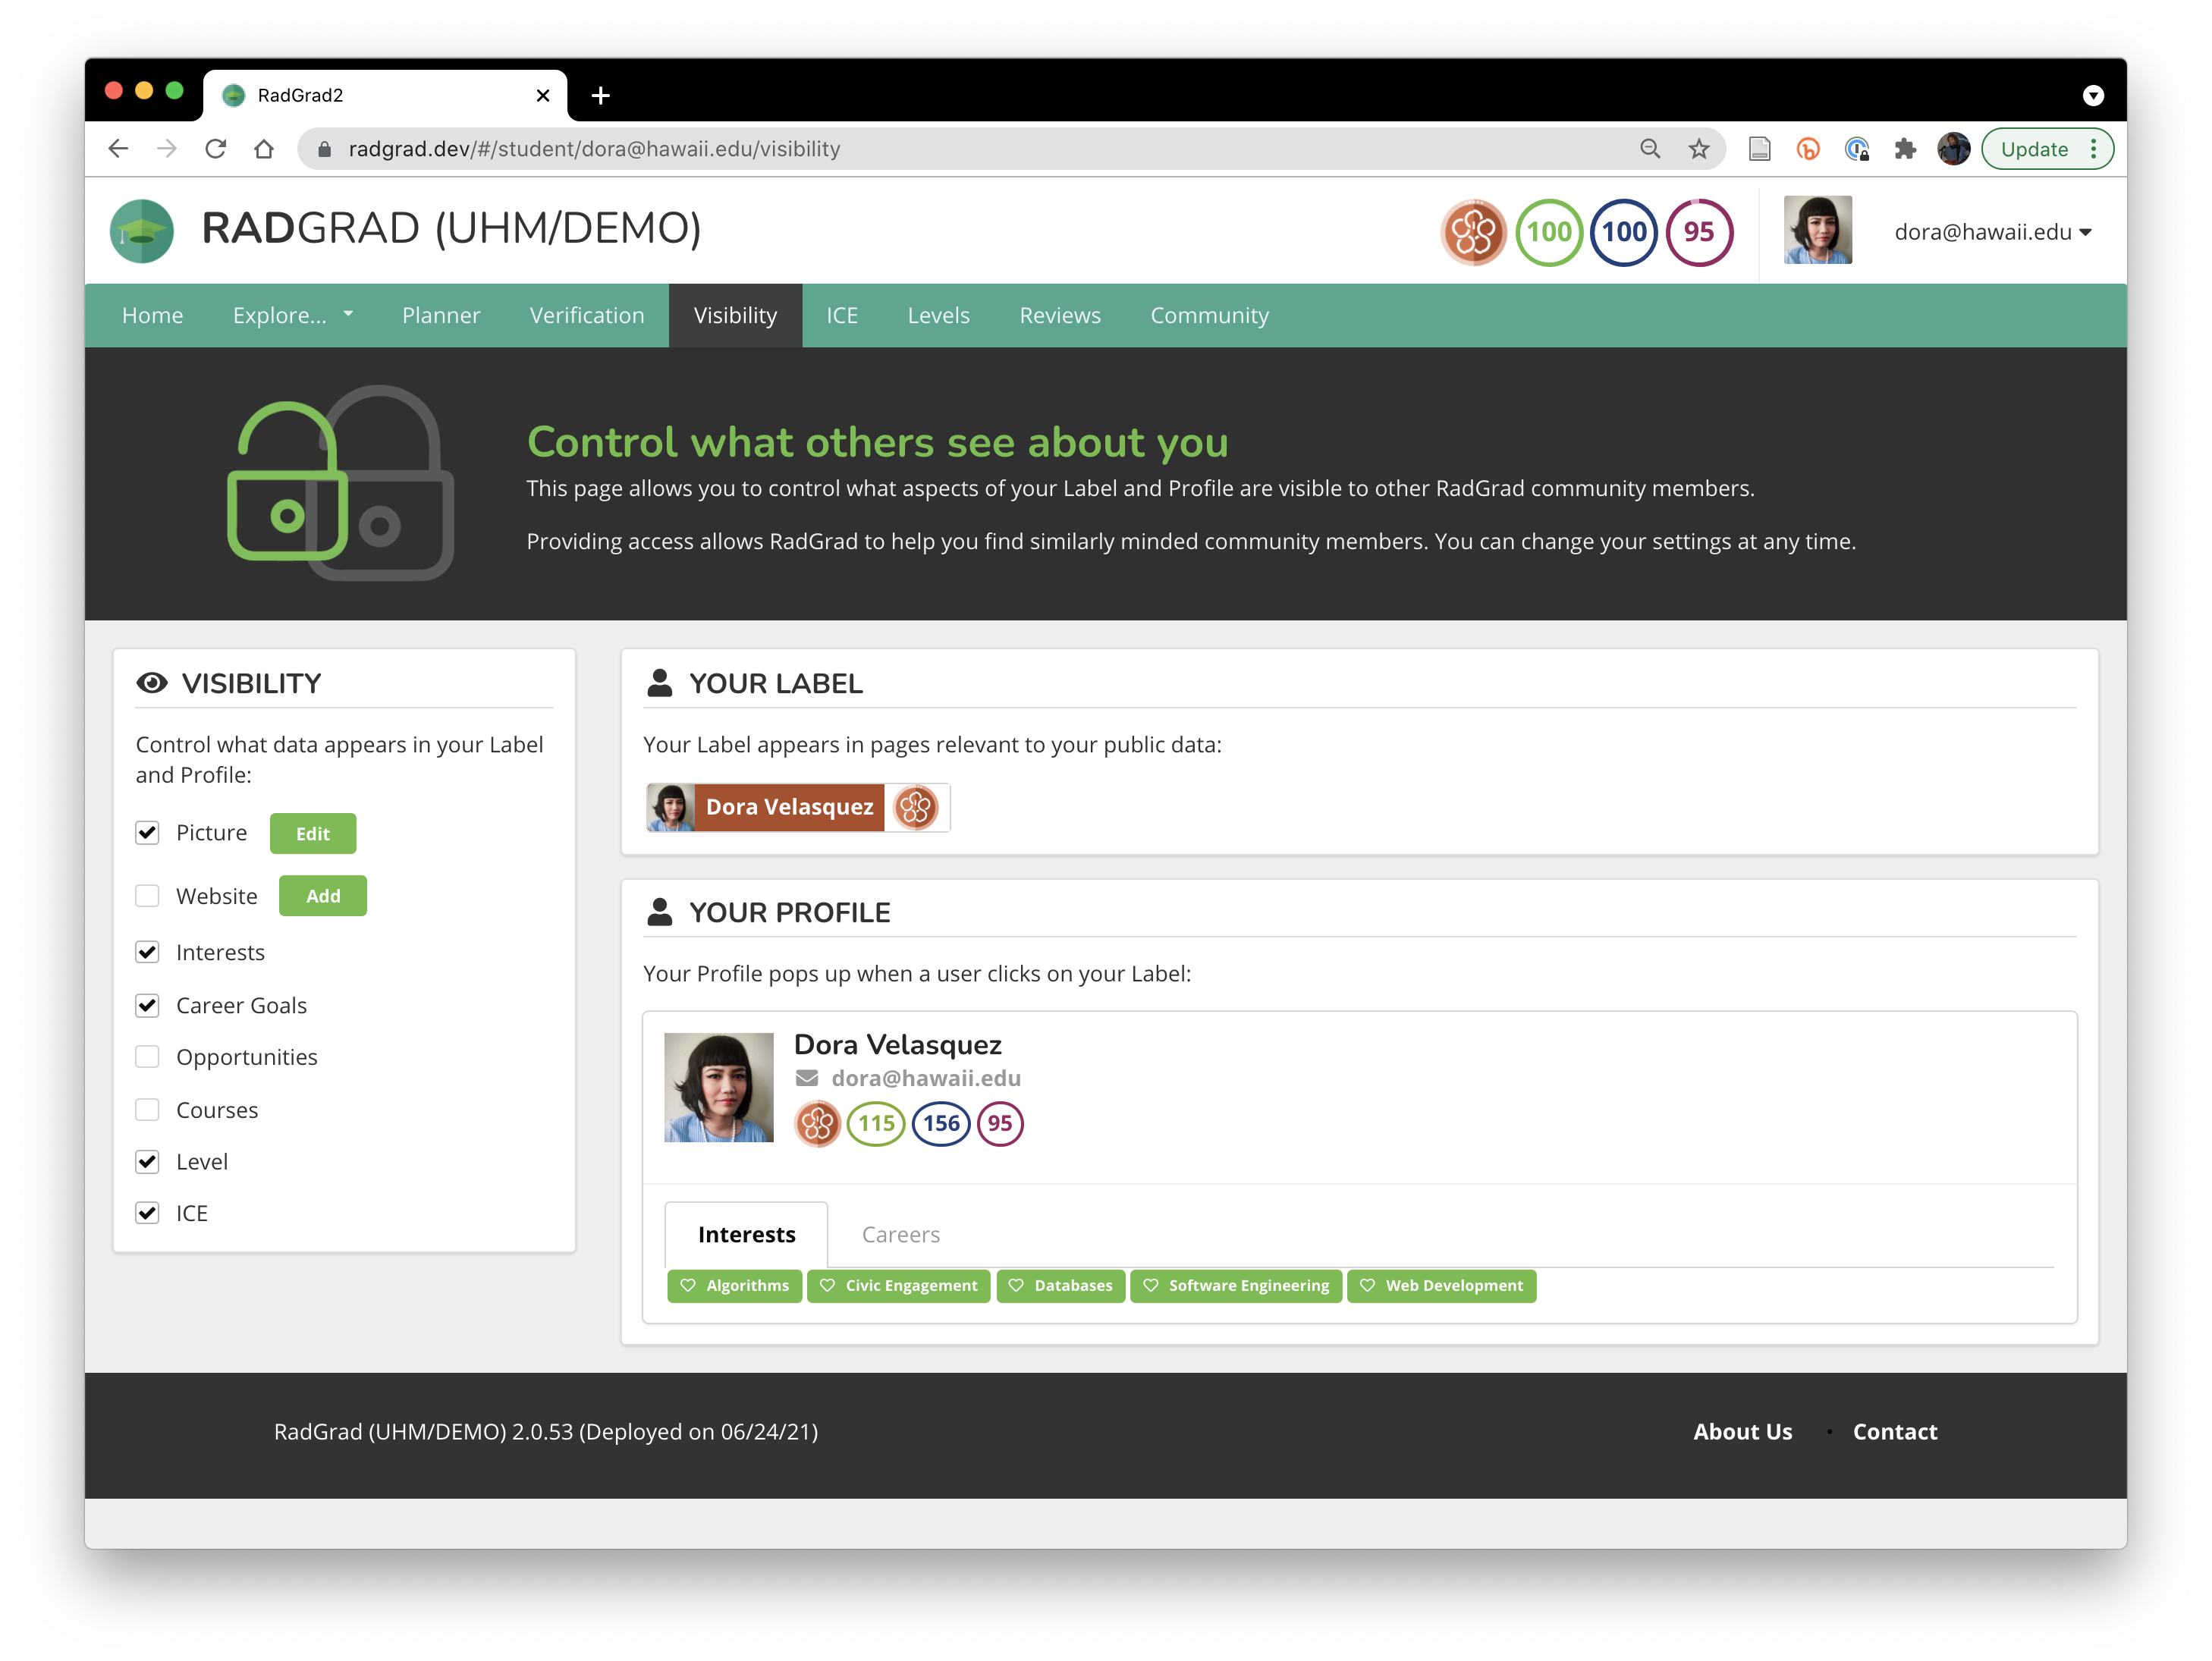 RadGrad2
radgrad.dev/#/student/dora@hawaii.edu/visibility
Update
RADGRAD (UHM/DEMO)
100 100 95
dora@hawaii.edu
Home Explore... Planner Verification Visibility ICE Levels Reviews Community
Control what others see about you
This page allows you to control what aspects of your Label and Profile are visible to other RadGrad community members.
Providing access allows RadGrad to help you find similarly minded community members. You can change your settings at any time.
VISIBILITY
Control what data appears in your Label
and Profile:
Picture Edit
Website Add
Interests
Career Goals
Opportunities
Courses
Level
ICE
YOUR LABEL
Your Label appears in pages relevant to your public data:
Dora Velasquez
YOUR PROFILE
Your Profile pops up when a user clicks on your Label:
Dora Velasquez
dora@hawaii.edu
115 156 95
Interests Careers
Algorithms Civic Engagement Databases Software Engineering Web Development
RadGrad (UHM/DEMO) 2.0.53 (Deployed on 06/24/21)
About Us · Contact